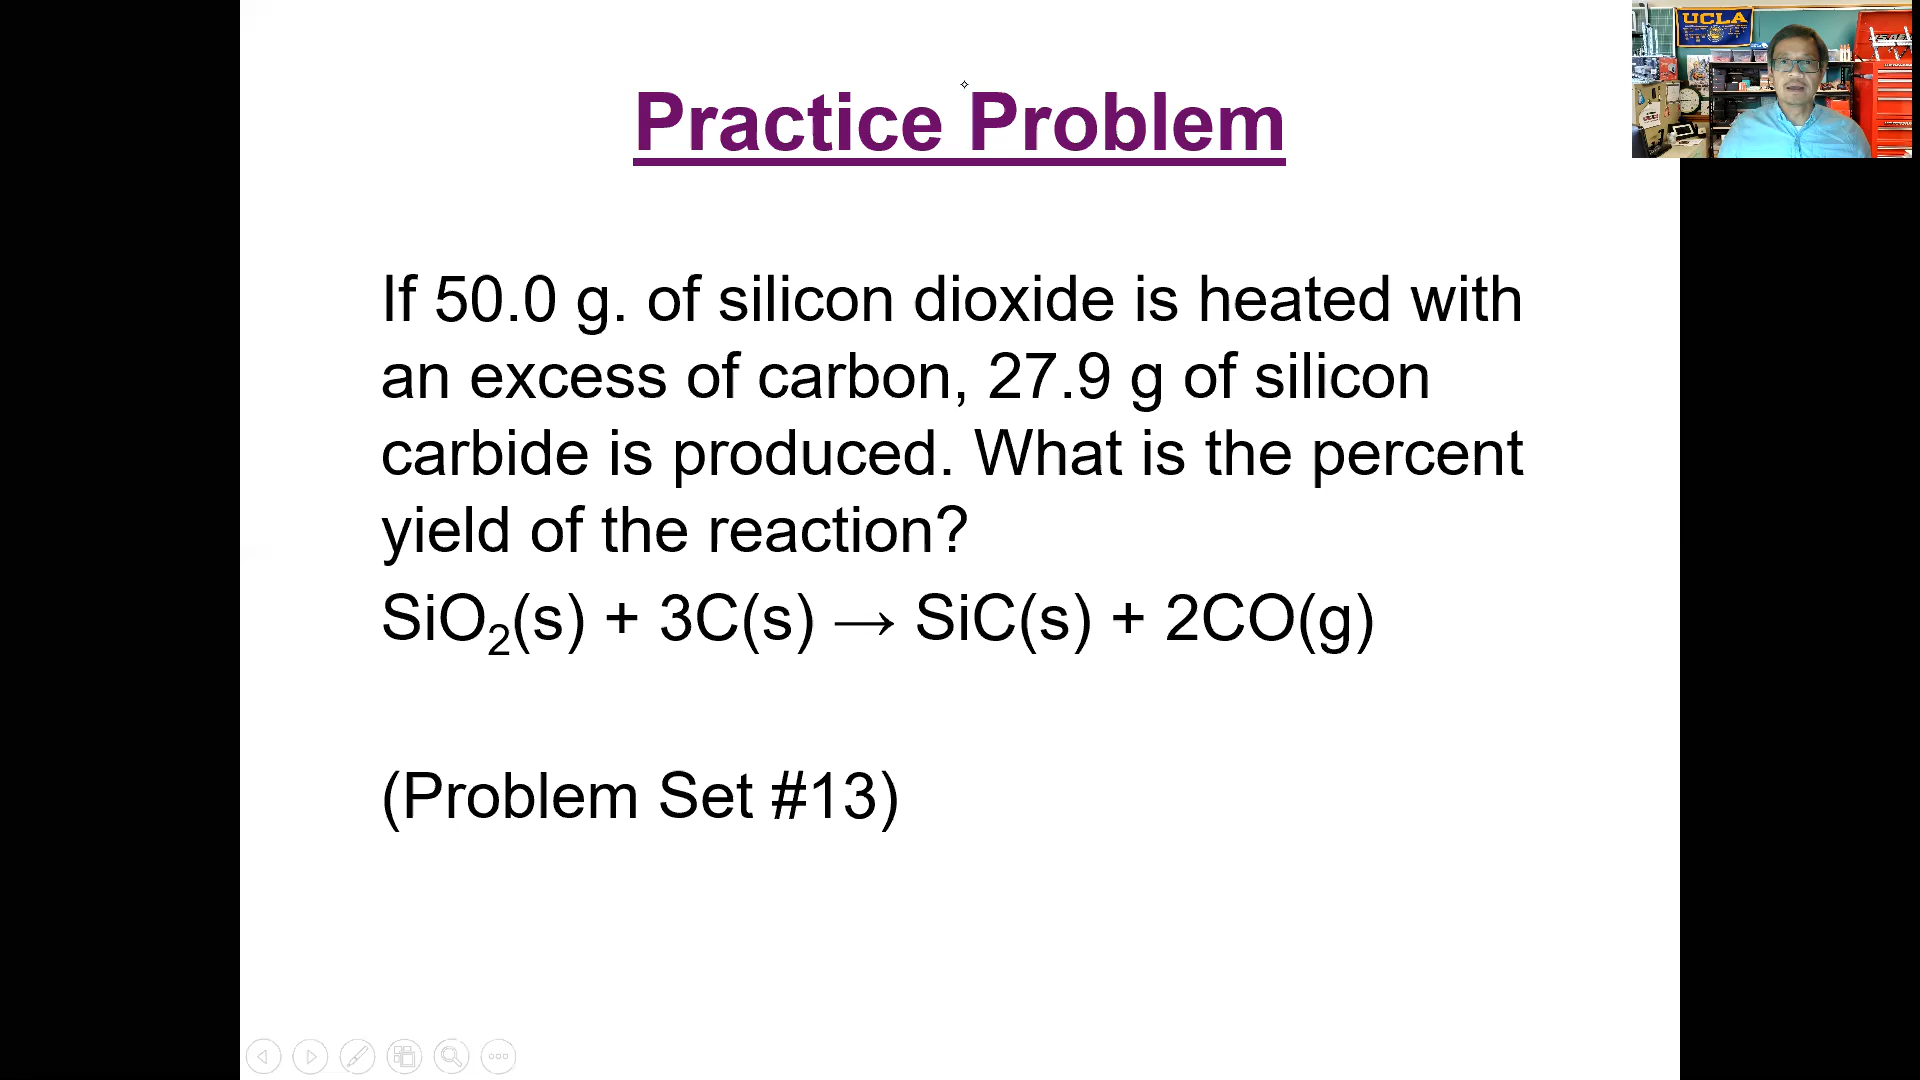 UCLA
Practice Problem
If 50.0 g. of silicon dioxide is heated with
an excess of carbon, 27.9 g of silicon
carbide is produced. What is the percent
yield of the reaction?
SiO₂(s) + 3C(s) → SiC(s) + 2CO(g)
(Problem Set #13)